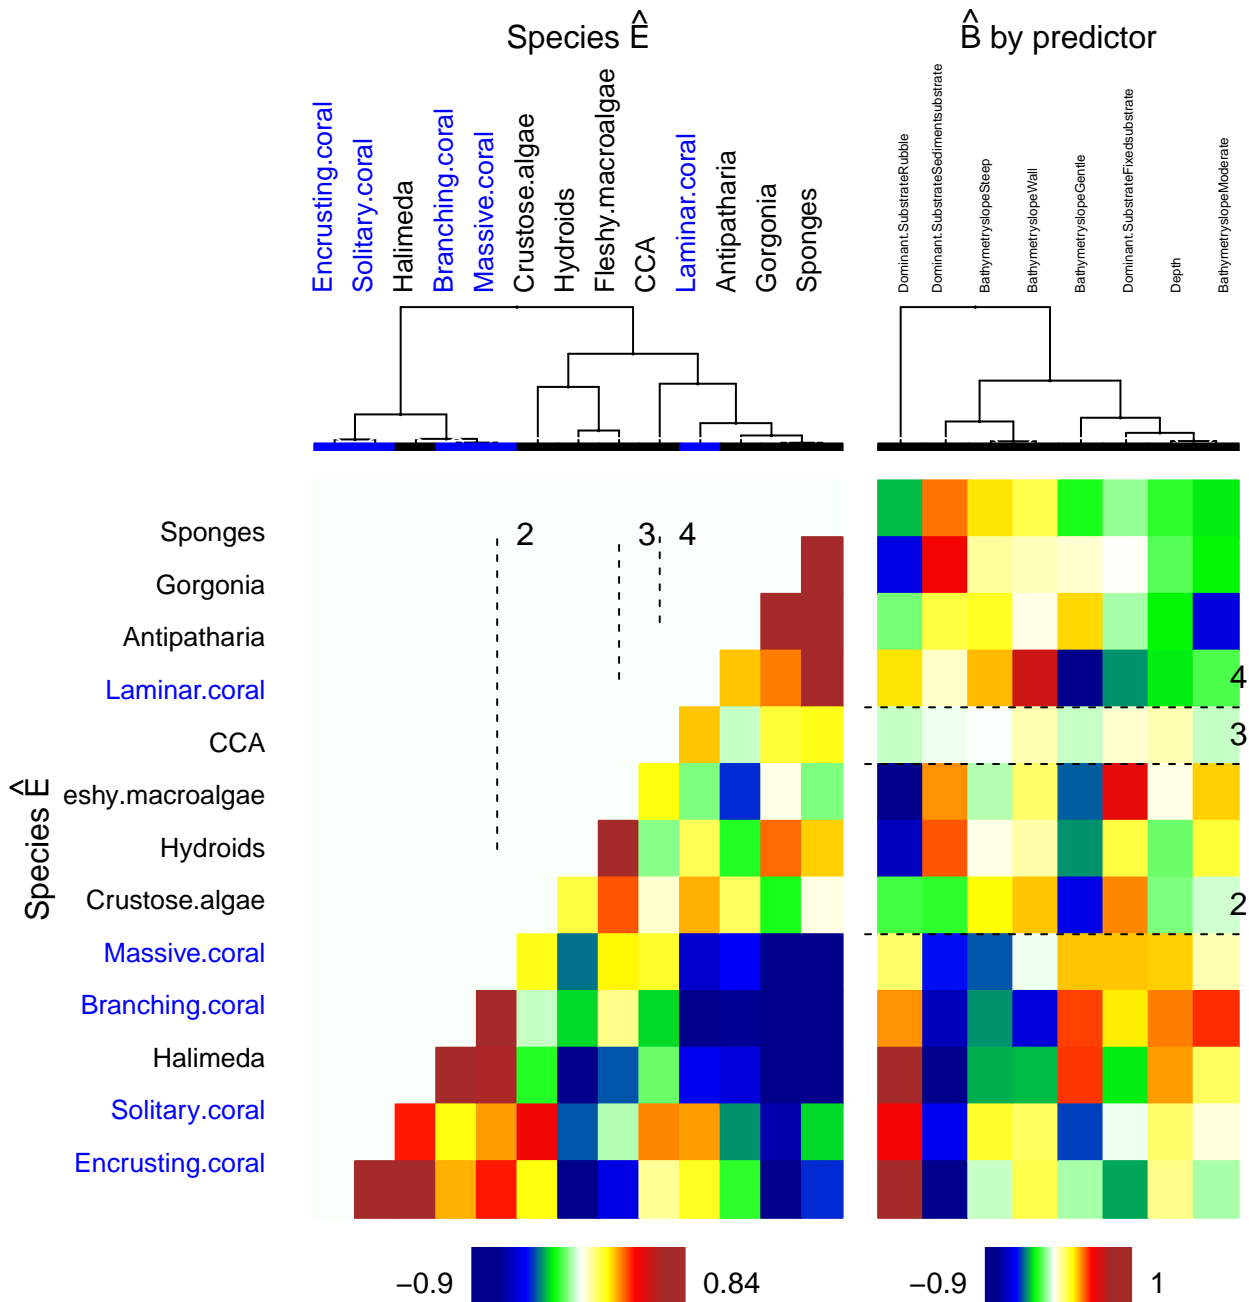 Species Ê
B̂ by predictor
Encrusting.coral
Solitary.coral
Halimeda
Branching.coral
Massive.coral
Crustose.algae
Hydroids
Fleshy.macroalgae
CCA
Laminar.coral
Antipatharia
Gorgonia
Sponges
Dominant.SubstrateRubble
Dominant.SubstrateSedimentsubstrate
BathymetryslopeSteep
BathymetryslopeWall
BathymetryslopeGentle
Dominant.SubstrateFixedsubstrate
Depth
BathymetryslopeModerate
Sponges
Gorgonia
Antipatharia
Laminar.coral
CCA
eshy.macroalgae
Hydroids
Crustose.algae
Massive.coral
Branching.coral
Halimeda
Solitary.coral
Encrusting.coral
Species Ê
2
3
4
4
3
2
−0.9
0.84
−0.9
1